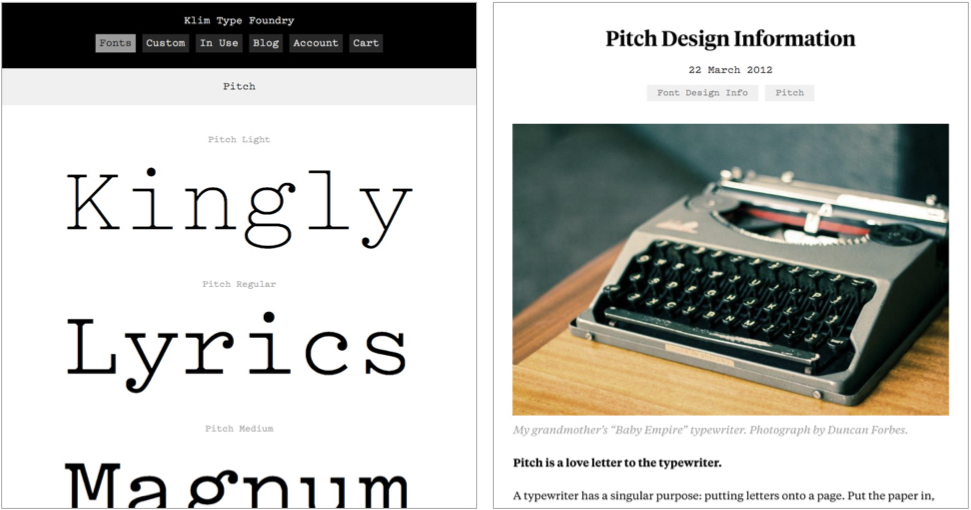 Klim Type Foundry
Fonts Custom In Use Blog Account Cart
Pitch
Pitch Light
Kingly
Pitch Regular
Lyrics
Pitch Medium
Magnum
Pitch Design Information
22 March 2012
Font Design Info Pitch
My grandmother's “Baby Empire” typewriter. Photograph by Duncan Forbes.
Pitch is a love letter to the typewriter.
A typewriter has a singular purpose: putting letters onto a page. Put the paper in,